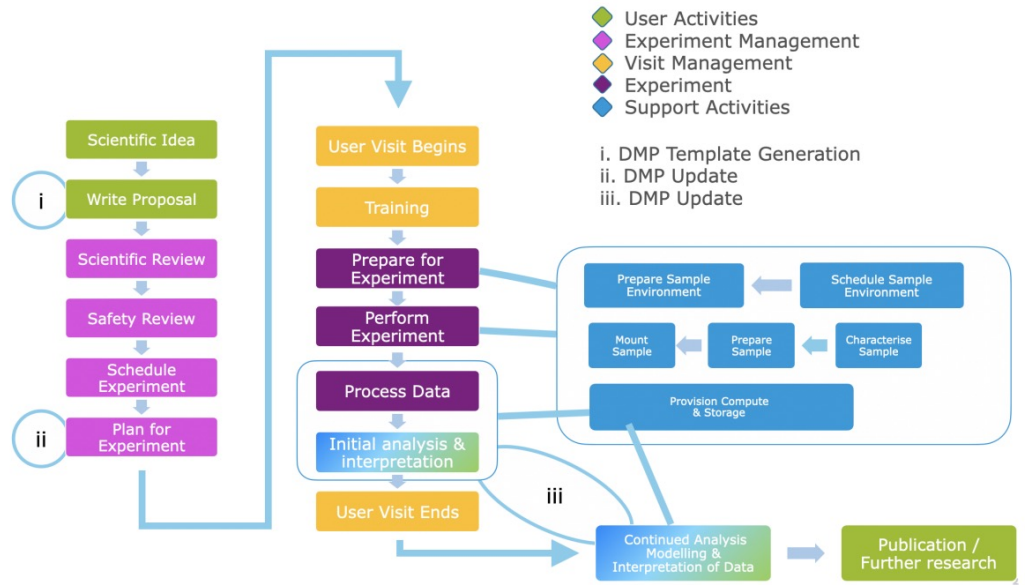 User Activities
Experiment Management
Visit Management
Experiment
Support Activities
i. DMP Template Generation
ii. DMP Update
iii. DMP Update
Scientific Idea
i
Write Proposal
Scientific Review
Safety Review
Schedule
Experiment
ii
Plan for
Experiment
User Visit Begins
Training
Prepare for
Experiment
Perform
Experiment
Process Data
Initial analysis &
interpretation
User Visit Ends
Prepare Sample
Environment
Schedule Sample
Environment
Mount
Sample
Prepare
Sample
Characterise
Sample
Provision Compute
& Storage
iii
Continued Analysis
Modelling &
Interpretation of Data
Publication /
Further research